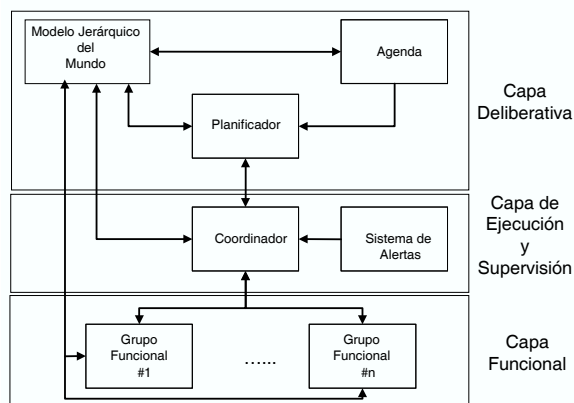 Modelo Jerárquico
del
Mundo
Agenda
Planificador
Capa
Deliberativa
Coordinador
Sistema de
Alertas
Capa de
Ejecución
y
Supervisión
Grupo
Funcional
#1
......
Grupo
Funcional
#n
Capa
Funcional